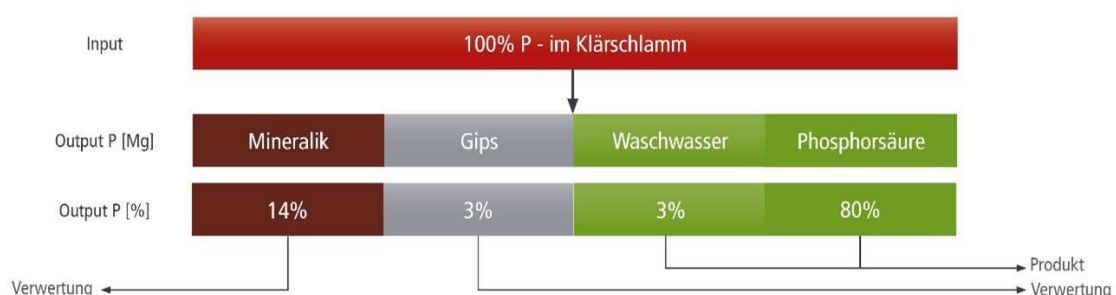 Input
100% P - im Klärschlamm
Output P [Mg]
Mineralik
Gips
Waschwasser
Phosphorsäure
Output P [%]
14%
3%
3%
80%
Produkt
Verwertung
Verwertung